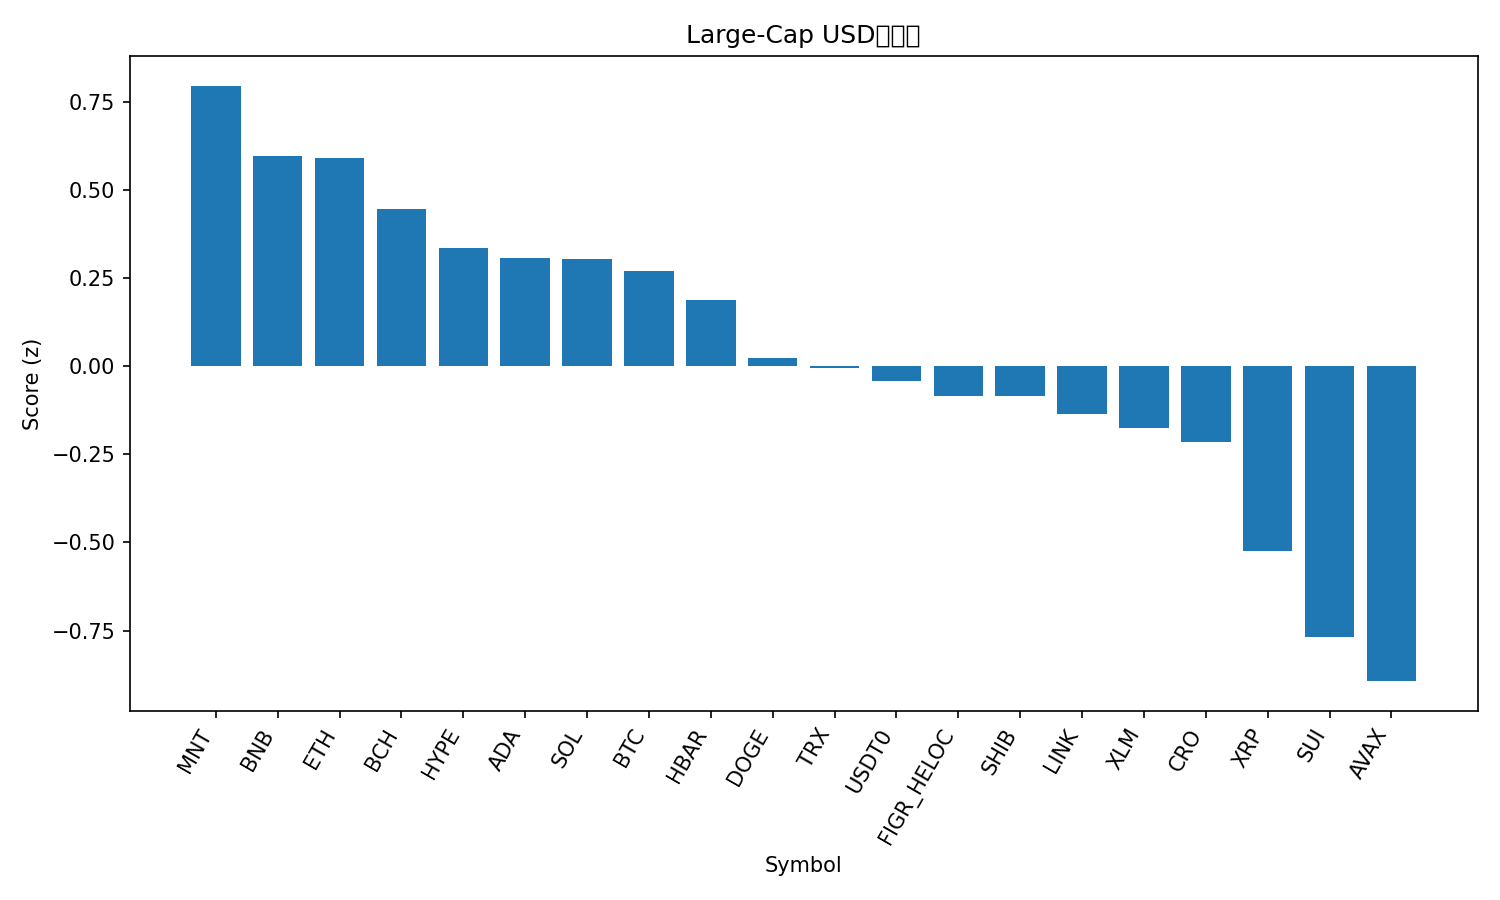 Large-Cap USD
0.75
0.50
0.25
0.00
−0.25
−0.50
−0.75
Score (z)
MNT
BNB
ETH
BCH
HYPE
ADA
SOL
BTC
HBAR
DOGE
TRX
USDT0
FIGR_HELOC
SHIB
LINK
XLM
CRO
XRP
SUI
AVAX
Symbol